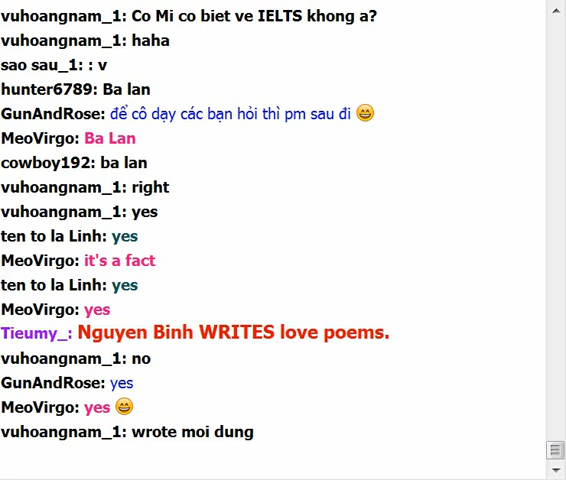 vuhoangnam_1: Co Mi co biet ve IELTS khong a?
vuhoangnam_1: haha
sao sau_1: : v
hunter6789: Ba lan
GunAndRose: để cô dạy các bạn hỏi thì pm sau đi 😄
MeoVirgo: Ba Lan
cowboy192: ba lan
vuhoangnam_1: right
vuhoangnam_1: yes
ten to la Linh: yes
MeoVirgo: it's a fact
ten to la Linh: yes
MeoVirgo: yes
Tieumy_: Nguyen Binh WRITES love poems.
vuhoangnam_1: no
GunAndRose: yes
MeoVirgo: yes 😄
vuhoangnam_1: wrote moi dung